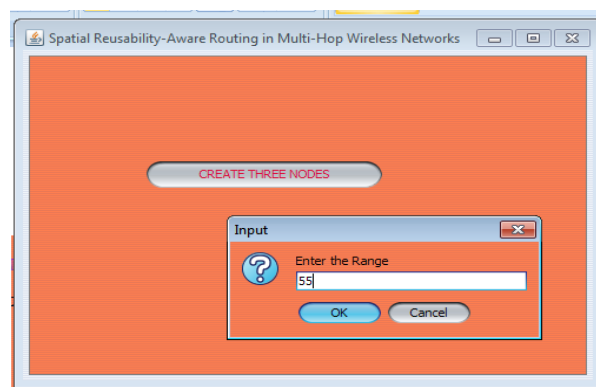 Spatial Reusability-Aware Routing in Multi-Hop Wireless Networks
CREATE THREE NODES
Input
Enter the Range
55
OK Cancel